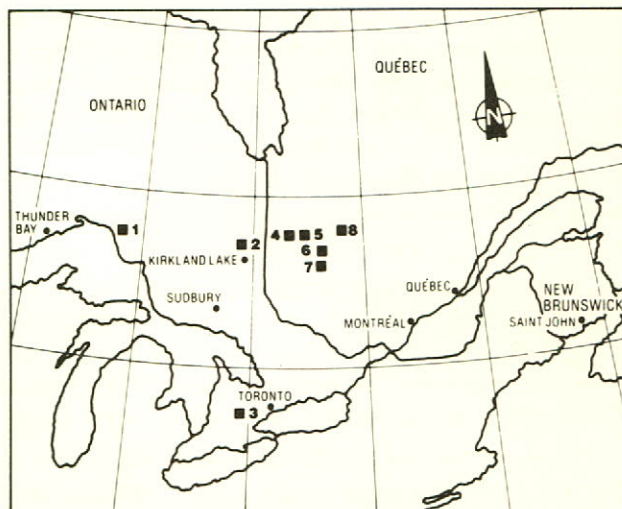 QUÉBEC
ONTARIO
N
THUNDER
BAY
1
2
4
5
8
6
7
KIRKLAND LAKE
SUDBURY
QUÉBEC
MONTRÉAL
NEW
BRUNSWICK
SAINT JOHN
TORONTO
3